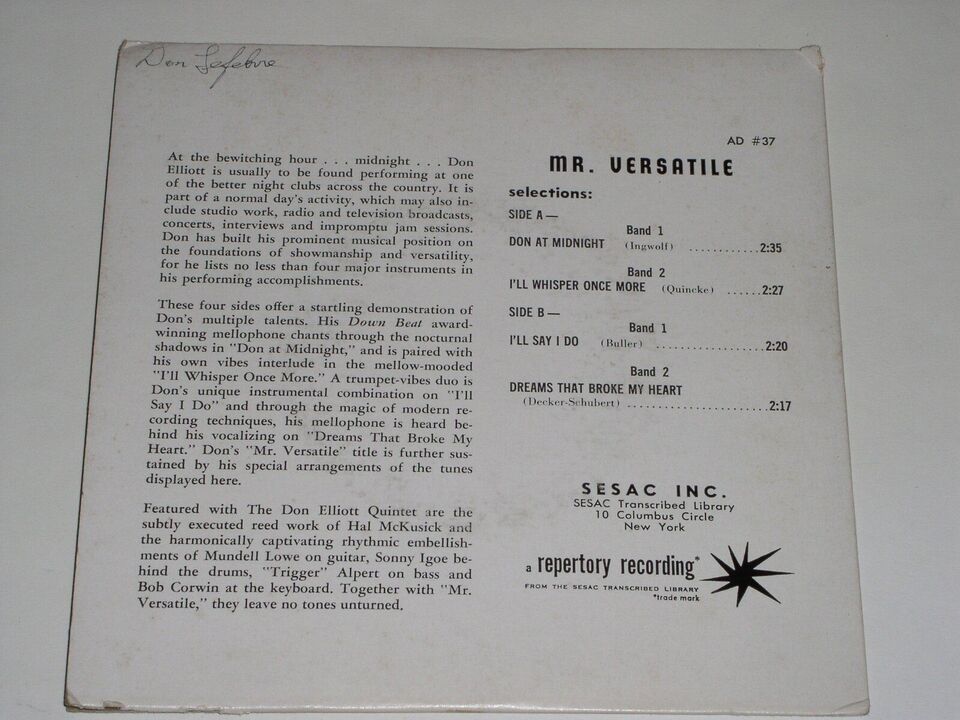 Don Lefebvre
At the bewitching hour . . . midnight . . . Don
Elliott is usually to be found performing at one
of the better night clubs across the country. It is
part of a normal day's activity, which may also in-
clude studio work, radio and television broadcasts,
concerts, interviews and impromptu jam sessions.
Don has built his prominent musical position on
the foundations of showmanship and versatility,
for he lists no less than four major instruments in
his performing accomplishments.
These four sides offer a startling demonstration of
Don's multiple talents. His Down Beat award-
winning mellophone chants through the nocturnal
shadows in "Don at Midnight," and is paired with
his own vibes interlude in the mellow-mooded
"I'll Whisper Once More." A trumpet-vibes duo is
Don's unique instrumental combination on "I'll
Say I Do" and through the magic of modern re-
cording techniques, his mellophone is heard be-
hind his vocalizing on "Dreams That Broke My
Heart." Don's "Mr. Versatile" title is further sus-
tained by his special arrangements of the tunes
displayed here.
Featured with The Don Elliott Quintet are the
subtly executed reed work of Hal McKusick and
the harmonically captivating rhythmic embellish-
ments of Mundell Lowe on guitar, Sonny Igoe be-
hind the drums, "Trigger" Alpert on bass and
Bob Corwin at the keyboard. Together with "Mr.
Versatile," they leave no tones unturned.
AD #37
MR. VERSATILE
selections:
SIDE A—
Band 1
DON AT MIDNIGHT (Ingwolf) ............ 2:35
Band 2
I'LL WHISPER ONCE MORE (Quincke) ......2:27
SIDE B—
Band 1
I'LL SAY I DO (Buller) .................. 2:20
Band 2
DREAMS THAT BROKE MY HEART
(Decker-Schubert) ........................2:17
SESAC INC.
SESAC Transcribed Library
10 Columbus Circle
New York
a repertory recording*
FROM THE SESAC TRANSCRIBED LIBRARY
*trade mark